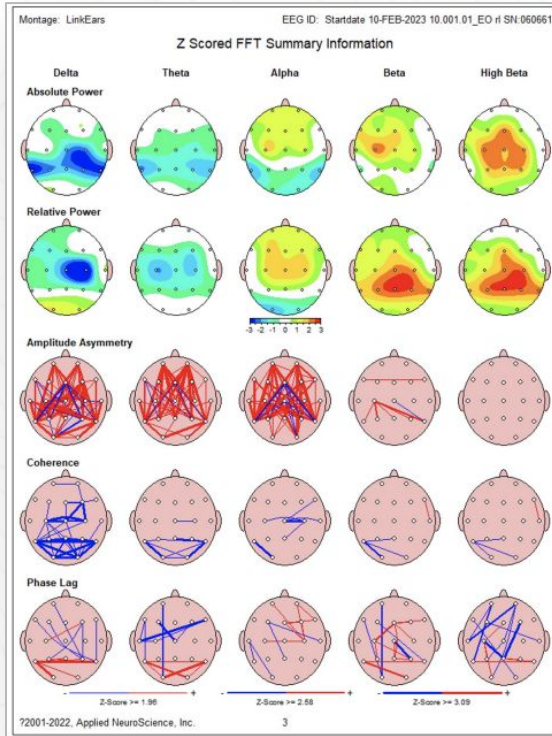 Montage: LinkEars EEG ID: Startdate 10-FEB-2023 10.001.01_EO rl SN:060661
Z Scored FFT Summary Information
Delta Theta Alpha Beta High Beta
Absolute Power
Relative Power
-3 -2 -1 0 1 2 3
Amplitude Asymmetry
Coherence
Phase Lag
- + - + - +
Z-Score >= 1.96 Z-Score >= 2.58 Z-Score >= 3.09
?2001-2022, Applied NeuroScience, Inc. 3